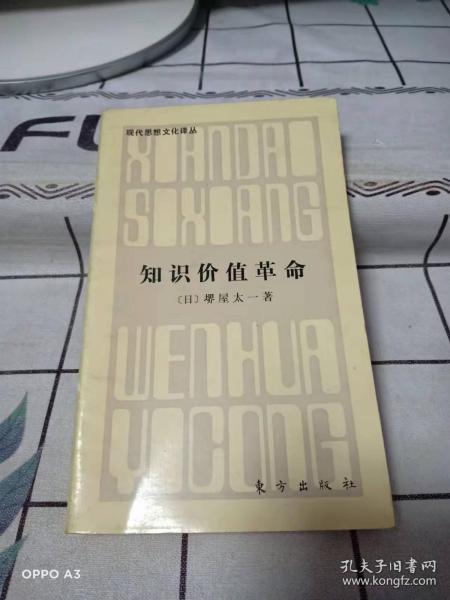 现代思想文化译丛
XIANDAI
SIXIANG
知识价值革命
〔日〕堺屋太一著
WENHUA
YICONG
东方出版社
OPPO A3
孔夫子旧书网
www.kongfz.com